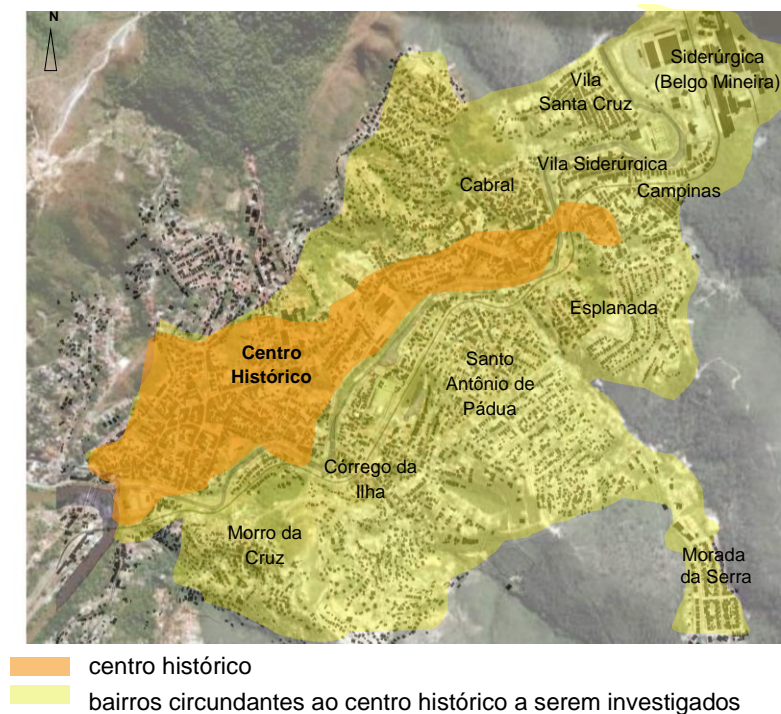 N
Siderúrgica
(Belgo Mineira)
Vila
Santa Cruz
Vila Siderúrgica
Cabral
Campinas
Esplanada
Centro
Histórico
Santo
Antônio de
Pádua
Córrego da
Ilha
Morro da
Cruz
Morada
da Serra
centro histórico
bairros circundantes ao centro histórico a serem investigados